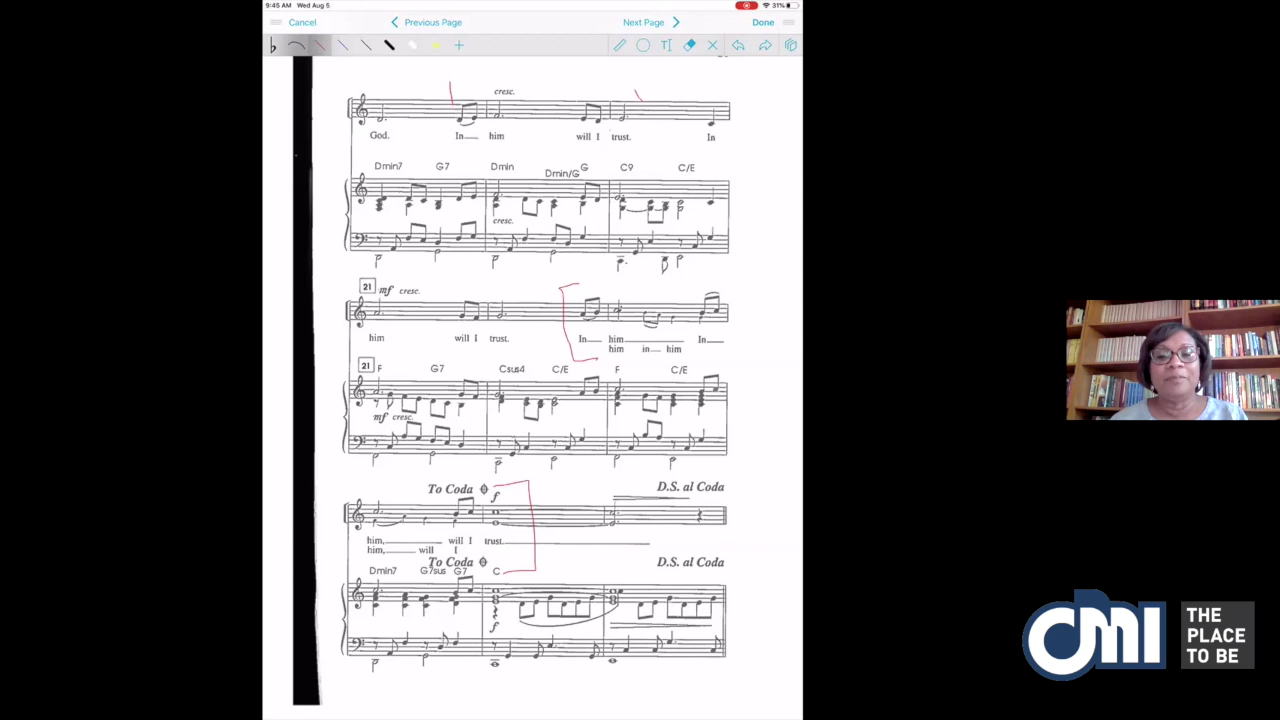 9:45 AM Wed Aug 5
31%
Cancel
Previous Page
Next Page
Done
cresc.
God. In him will I trust. In
Dmin7 G7 Dmin Dmin/G G C9 C/E
cresc.
21 mf cresc.
him will I trust. In him In
him in him
21 F G7 Csus4 C/E F C/E
mf cresc.
To Coda
D.S. al Coda
f
him, will I trust.
him, will I
To Coda
D.S. al Coda
Dmin7 G7sus G7 C
f
cmi
THE
PLACE
TO BE